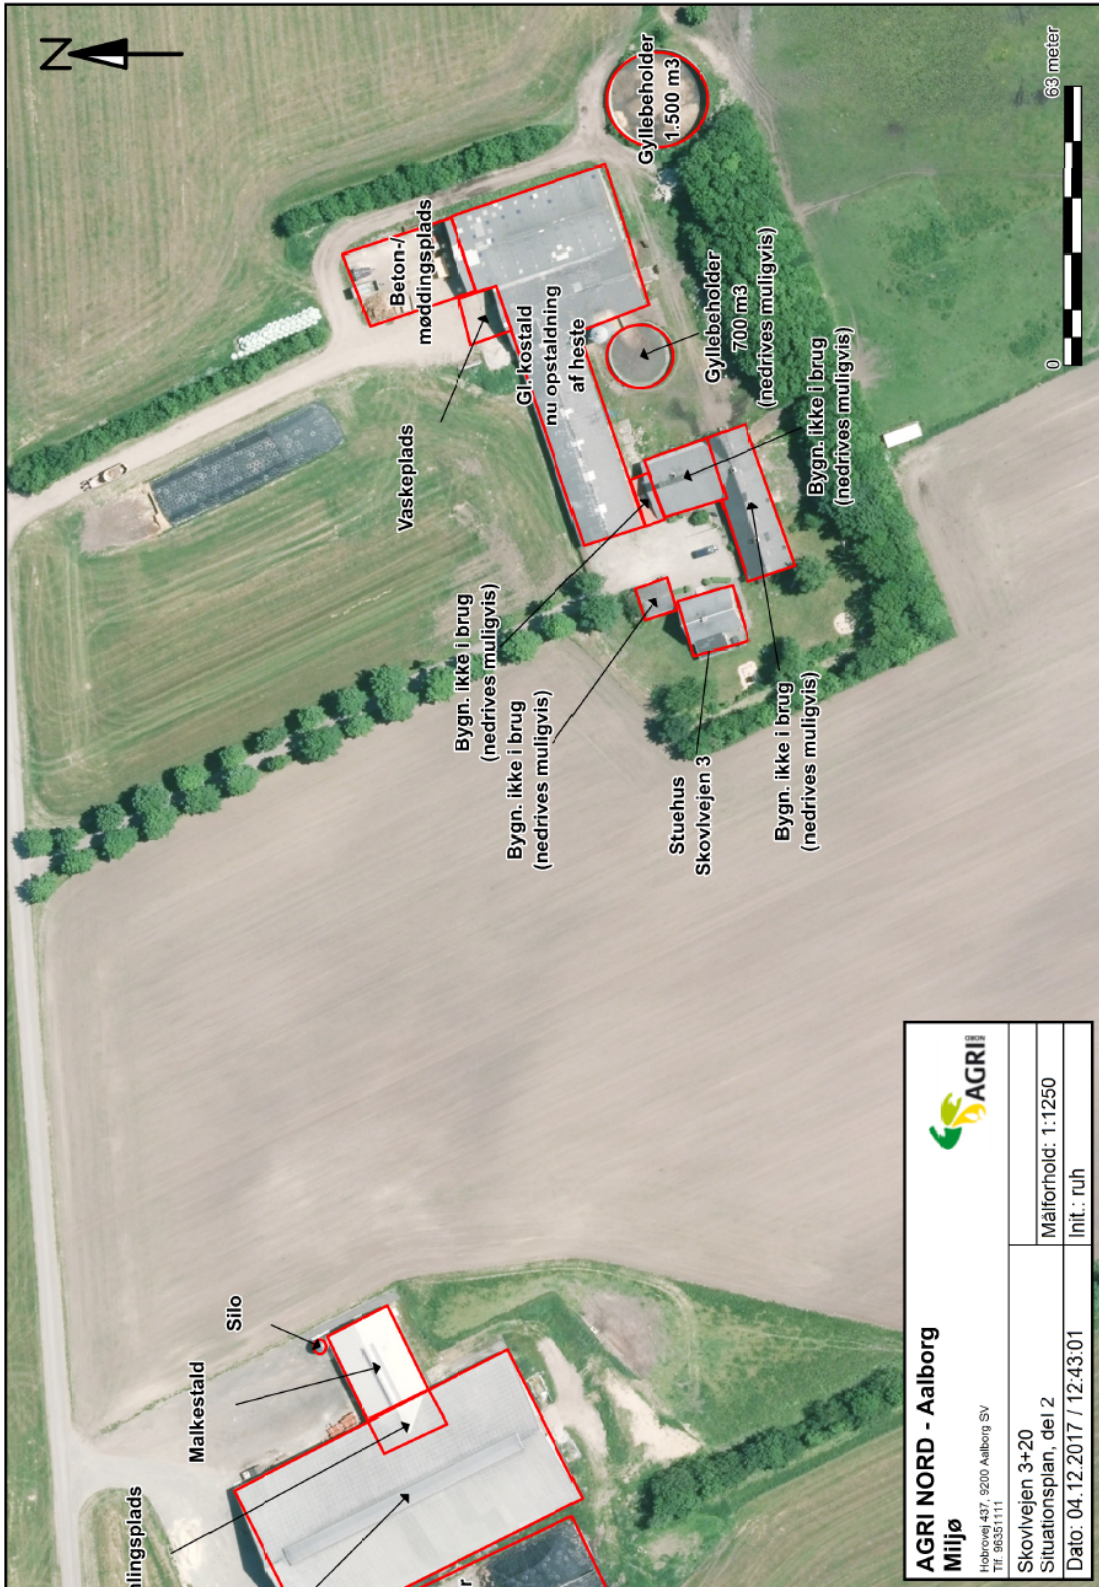 N
Gyllebeholder
1.500 m3
63 meter
0
Beton-/
møddingsplads
Gl. kostald
nu opstaldning
af heste
Gyllebeholder
700 m3
(nedrives muligvis)
Vaskeplads
Bygn. ikke i brug
(nedrives muligvis)
Bygn. ikke i brug
(nedrives muligvis)
Bygn. ikke i brug
(nedrives muligvis)
Stuehus
Skovlvejen 3
Bygn. ikke i brug
(nedrives muligvis)
Silo
Malkestald
lingsplads
r
AGRI NORD - Aalborg
Miljø
Hobrovej 437, 9200 Aalborg SV
Tlf. 96351111
AGRI
NORD
Skovlvejen 3+20
Situationsplan, del 2
Målforhold: 1:1250
Dato: 04.12.2017 / 12:43:01
Init.: ruh